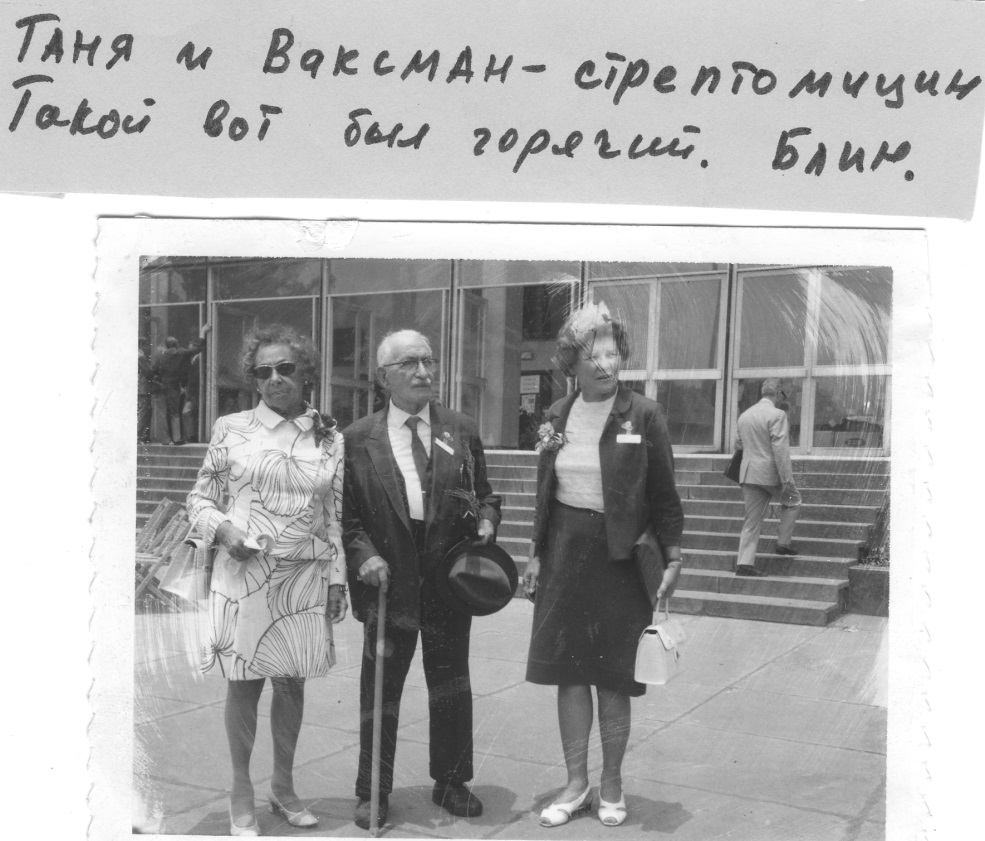 Таня и Ваксман - стрептомицин
Такой вот был горячий. Блин.